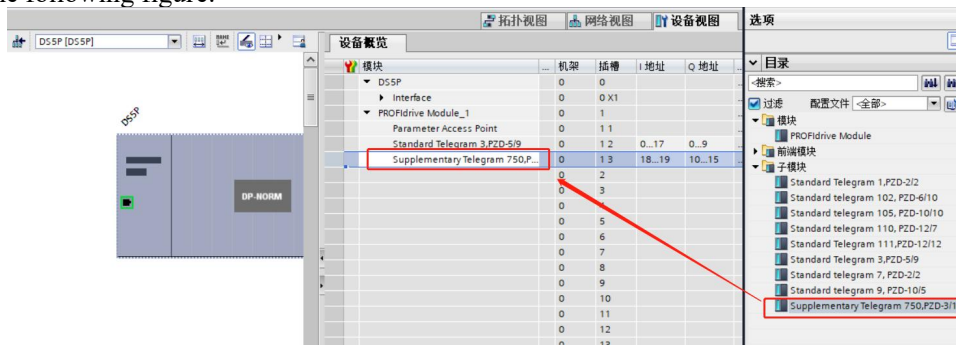 the following figure.
拓扑视图 网络视图 设备视图 选项
DS5P [DS5P]
设备概览
模块 ... 机架 插槽 I 地址 Q 地址 ...
DS5P 0 0
Interface 0 0 X1
PROFIdrive Module_1 0 1
Parameter Access Point 0 1 1
Standard Telegram 3,PZD-5/9 0 1 2 0...17 0...9
Supplementary Telegram 750,P... 0 1 3 18...19 10...15
0 2
0 3
0
0 5
0 6
0 7
0 8
0 9
0 10
0 11
0 12
0 13
DS5P
DP-NORM
目录
<搜索>
过滤 配置文件 <全部>
模块
PROFIdrive Module
前端模块
子模块
Standard Telegram 1,PZD-2/2
Standard telegram 102, PZD-6/10
Standard telegram 105, PZD-10/10
Standard telegram 110, PZD-12/7
Standard Telegram 111,PZD-12/12
Standard Telegram 3,PZD-5/9
Standard telegram 7, PZD-2/2
Standard telegram 9, PZD-10/5
Supplementary Telegram 750,PZD-3/1